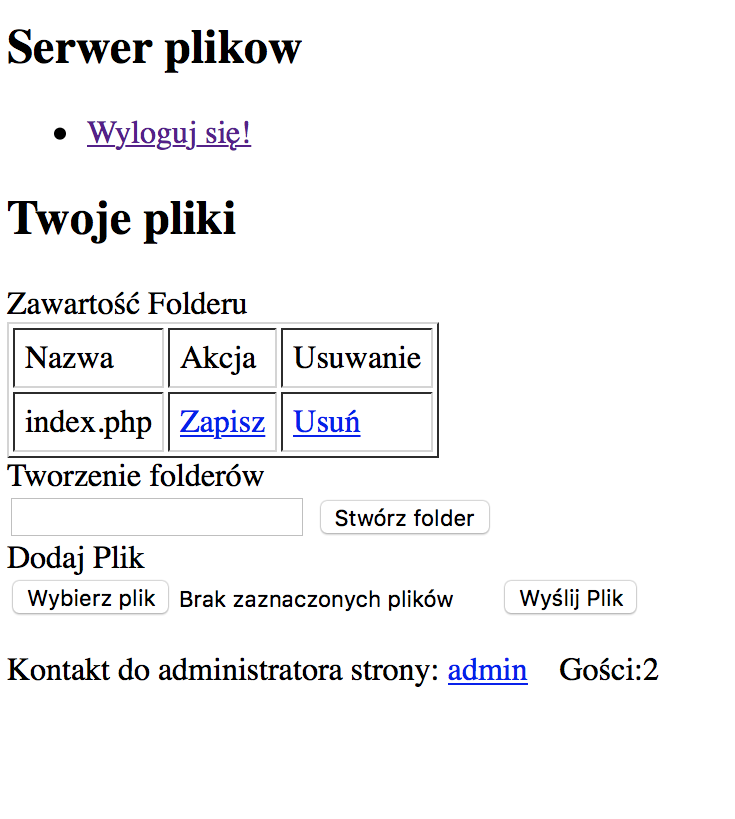 Serwer plikow
Wyloguj się!
Twoje pliki
Zawartość Folderu
Nazwa Akcja Usuwanie
index.php Zapisz Usuń
Tworzenie folderów
Stwórz folder
Dodaj Plik
Wybierz plik Brak zaznaczonych plików Wyślij Plik
Kontakt do administratora strony: admin Gości:2